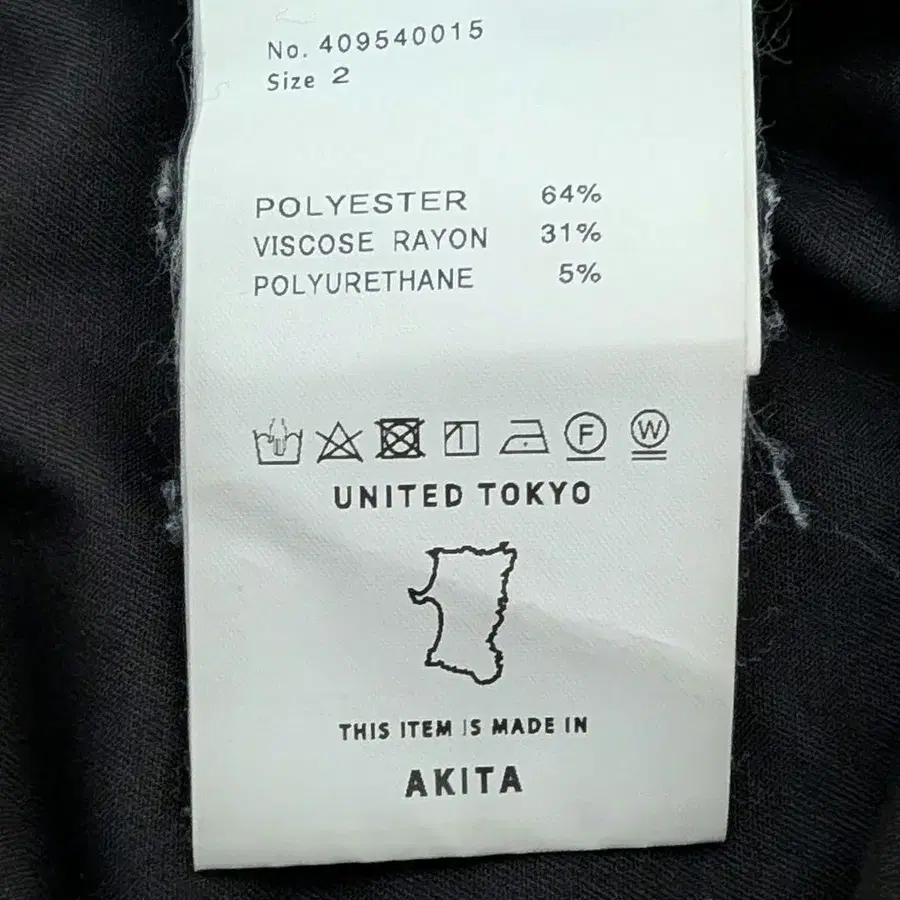 No. 409540015
Size 2
POLYESTER 64%
VISCOSE RAYON 31%
POLYURETHANE 5%
F W
UNITED TOKYO
THIS ITEM IS MADE IN
AKITA